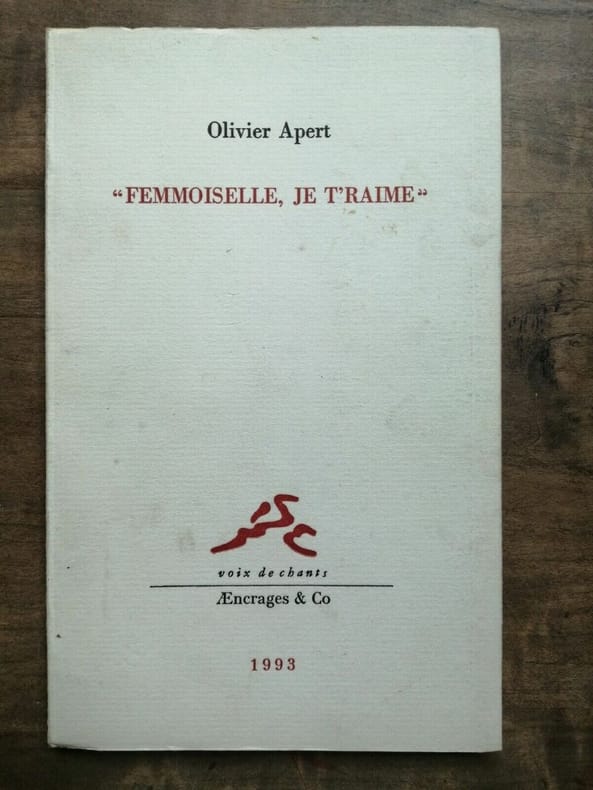 Olivier Apert
“FEMMOISELLE, JE T’RAIME”
voix de chants
Æncrages & Co
1993